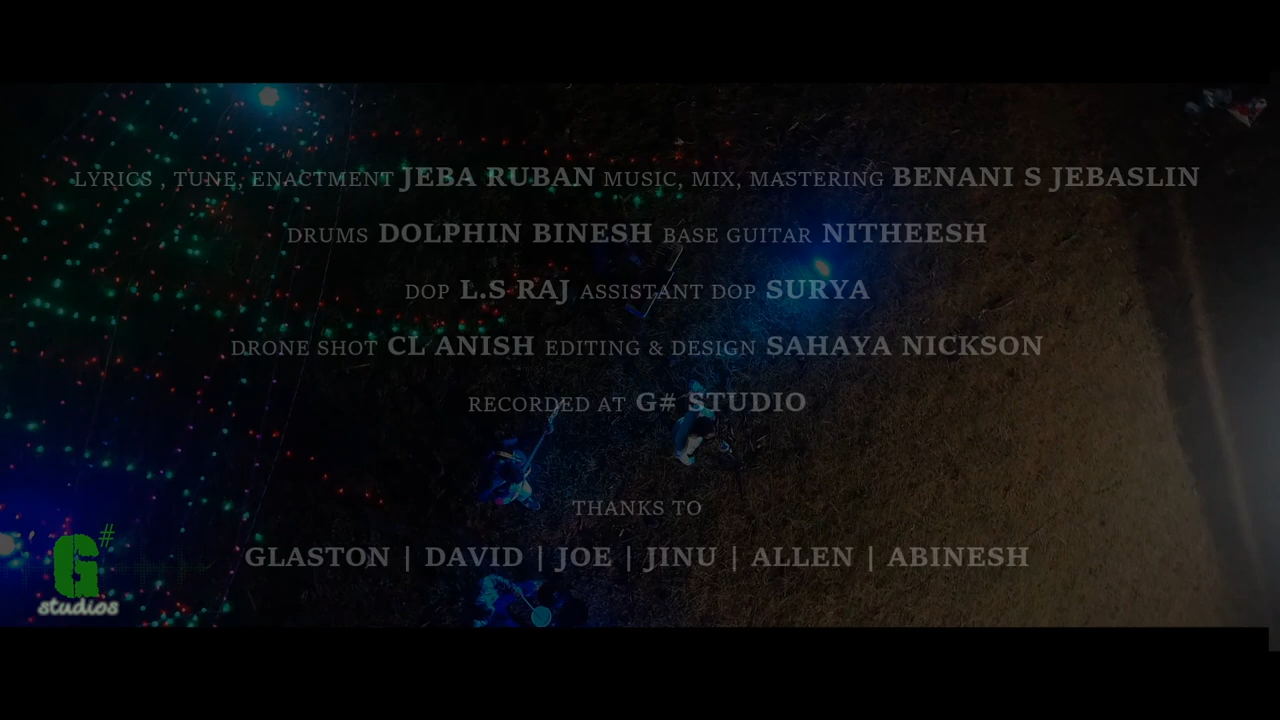 LYRICS , TUNE, ENACTMENT JEBA RUBAN MUSIC, MIX, MASTERING BENANI S JEBASLIN
DRUMS DOLPHIN BINESH BASE GUITAR NITHEESH
DOP L.S RAJ ASSISTANT DOP SURYA
DRONE SHOT CL ANISH EDITING & DESIGN SAHAYA NICKSON
RECORDED AT G# STUDIO
THANKS TO
GLASTON | DAVID | JOE | JINU | ALLEN | ABINESH
G#
studios